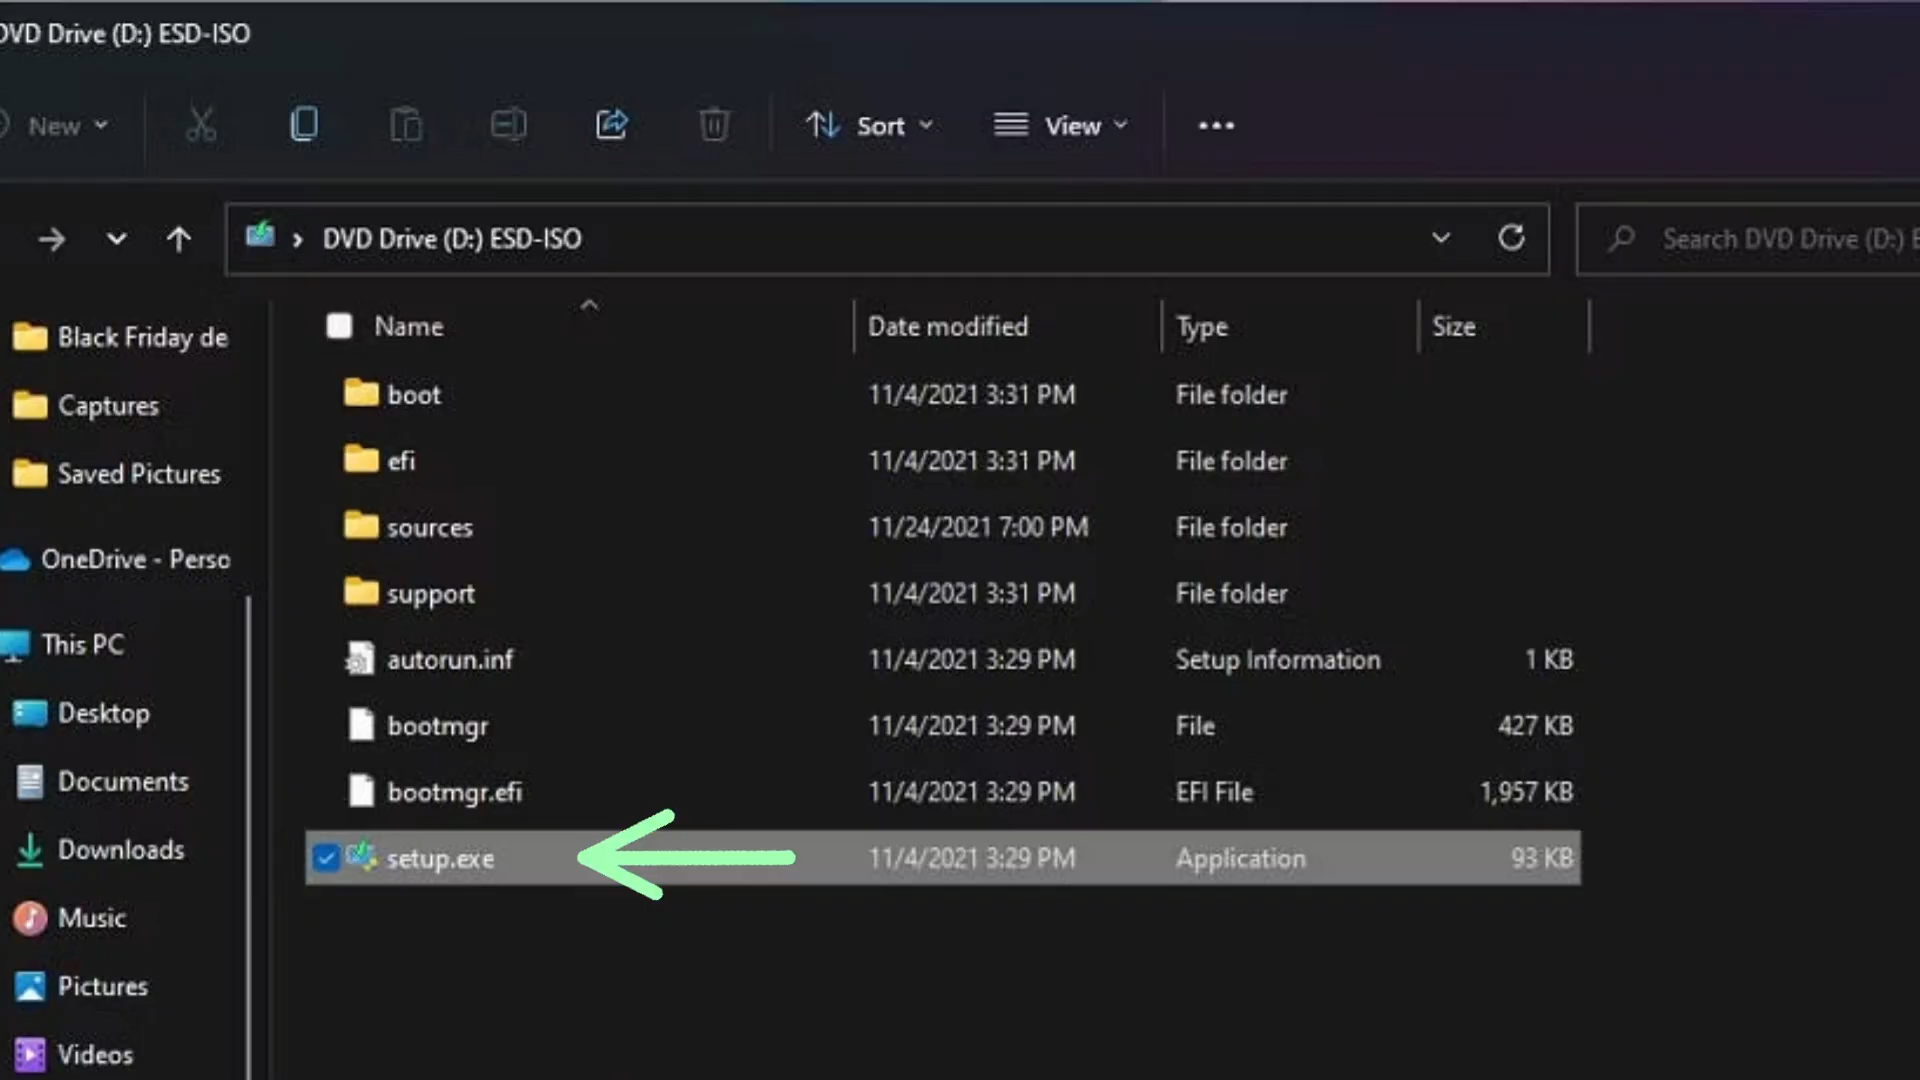 DVD Drive (D:) ESD-ISO
New
Sort
View
DVD Drive (D:) ESD-ISO
Search DVD Drive (D:) E
Black Friday de
Captures
Saved Pictures
OneDrive - Perso
This PC
Desktop
Documents
Downloads
Music
Pictures
Videos
Name Date modified Type Size
boot 11/4/2021 3:31 PM File folder
efi 11/4/2021 3:31 PM File folder
sources 11/24/2021 7:00 PM File folder
support 11/4/2021 3:31 PM File folder
autorun.inf 11/4/2021 3:29 PM Setup Information 1 KB
bootmgr 11/4/2021 3:29 PM File 427 KB
bootmgr.efi 11/4/2021 3:29 PM EFI File 1,957 KB
setup.exe 11/4/2021 3:29 PM Application 93 KB